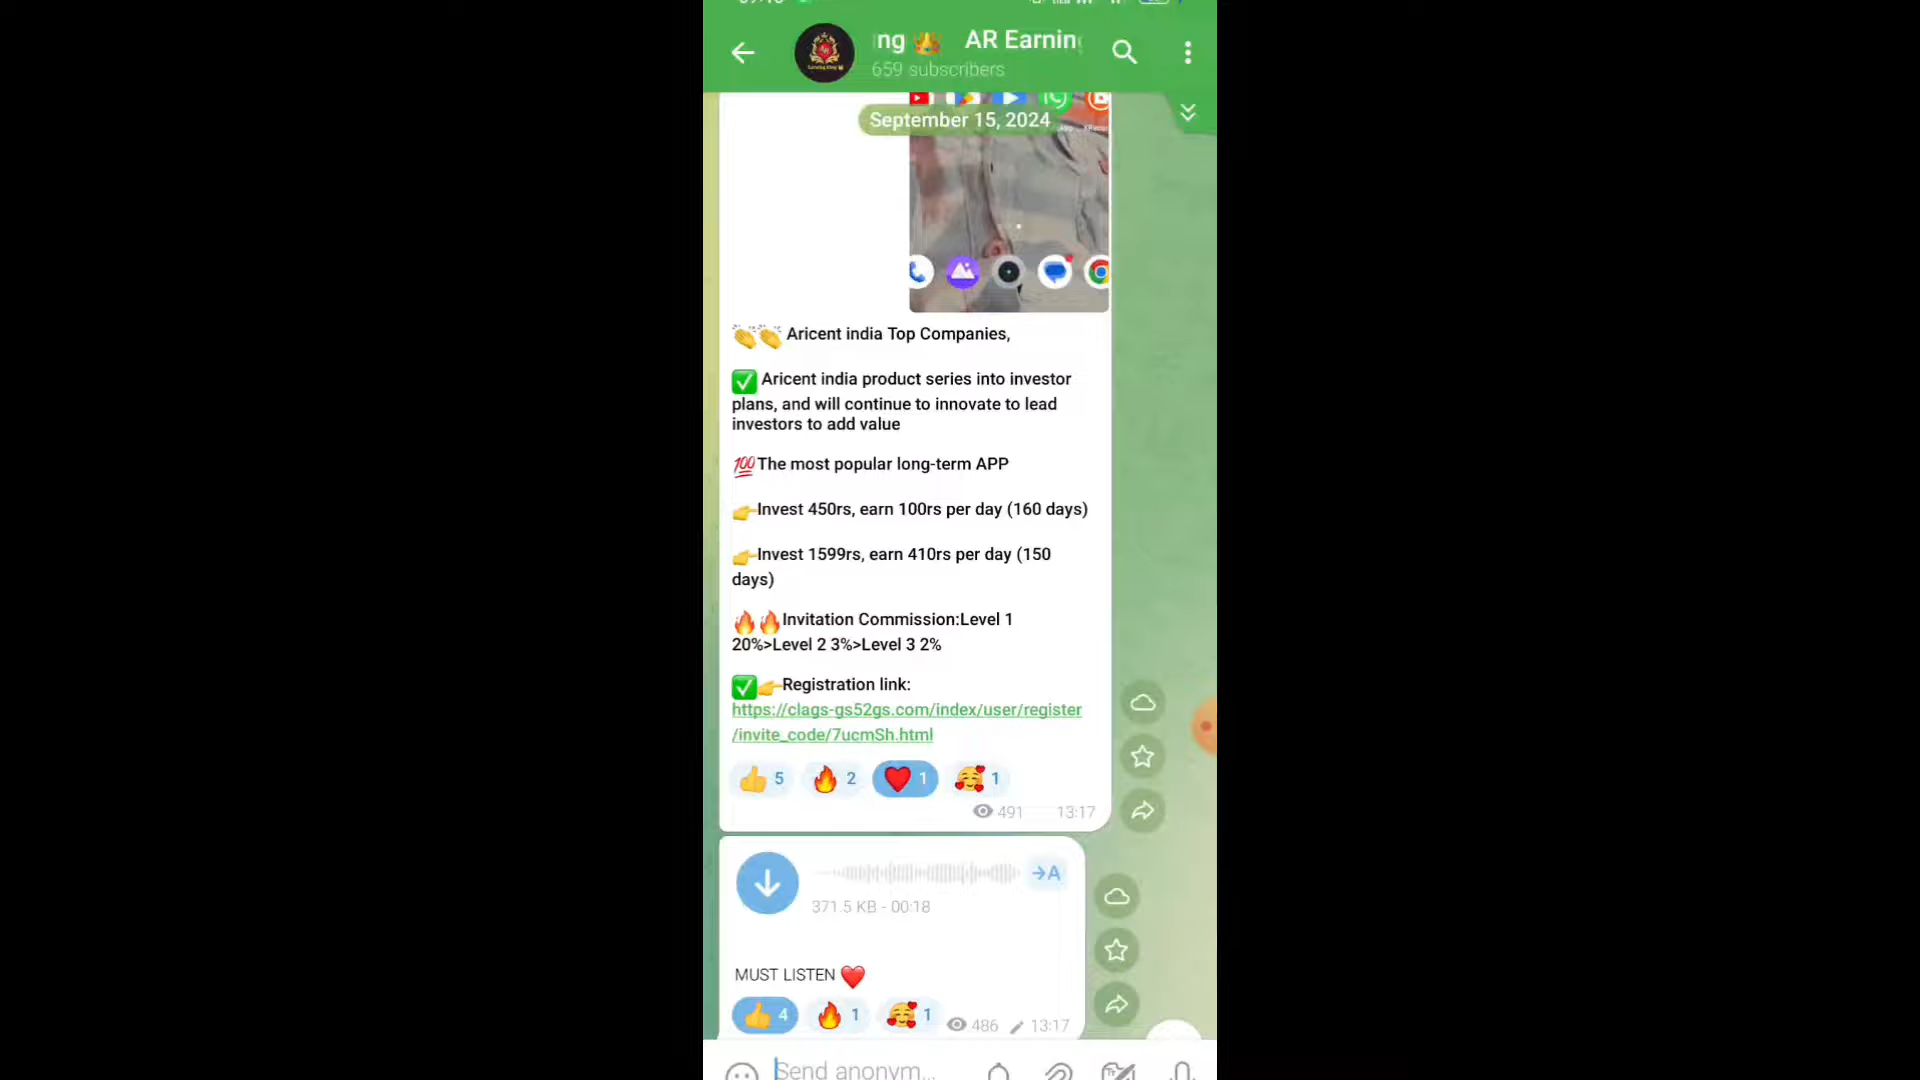 ng 👑 AR Earnin
659 subscribers
September 15, 2024
👏👏 Aricent india Top Companies,
✅ Aricent india product series into investor
plans, and will continue to innovate to lead
investors to add value
💯The most popular long-term APP
👉Invest 450rs, earn 100rs per day (160 days)
👉Invest 1599rs, earn 410rs per day (150
days)
🔥🔥Invitation Commission:Level 1
20%>Level 2 3%>Level 3 2%
✅👉Registration link:
https://clags-gs52gs.com/index/user/register
/invite_code/7ucmSh.html
👍 5 🔥 2 ❤️ 1 🥰 1
491 13:17
→A
371.5 KB - 00:18
MUST LISTEN ❤️
👍 4 🔥 1 🥰 1 486 13:17
Send anonym...